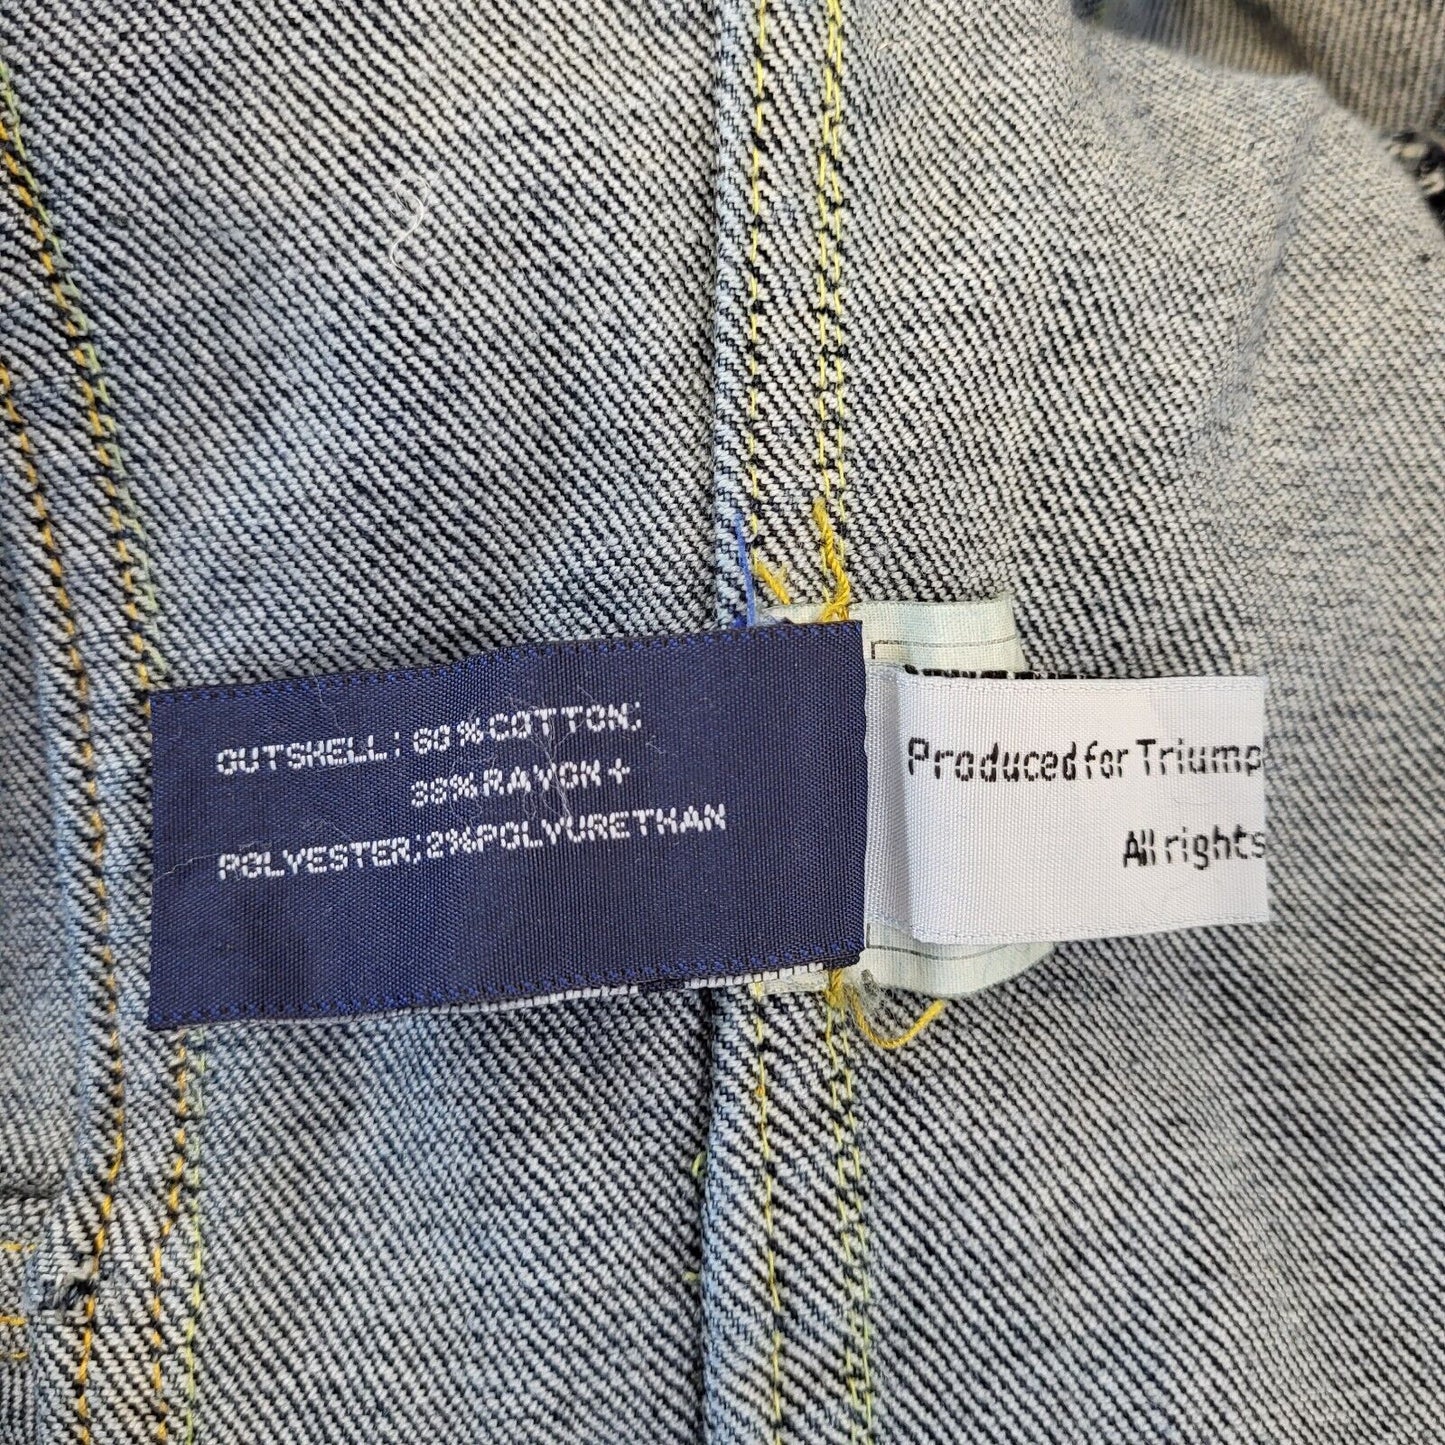 OUTSHELL: 60%COTTON;
38%RAYON+
POLYESTER;2%POLYURETHAN
Produced for Triump
All rights